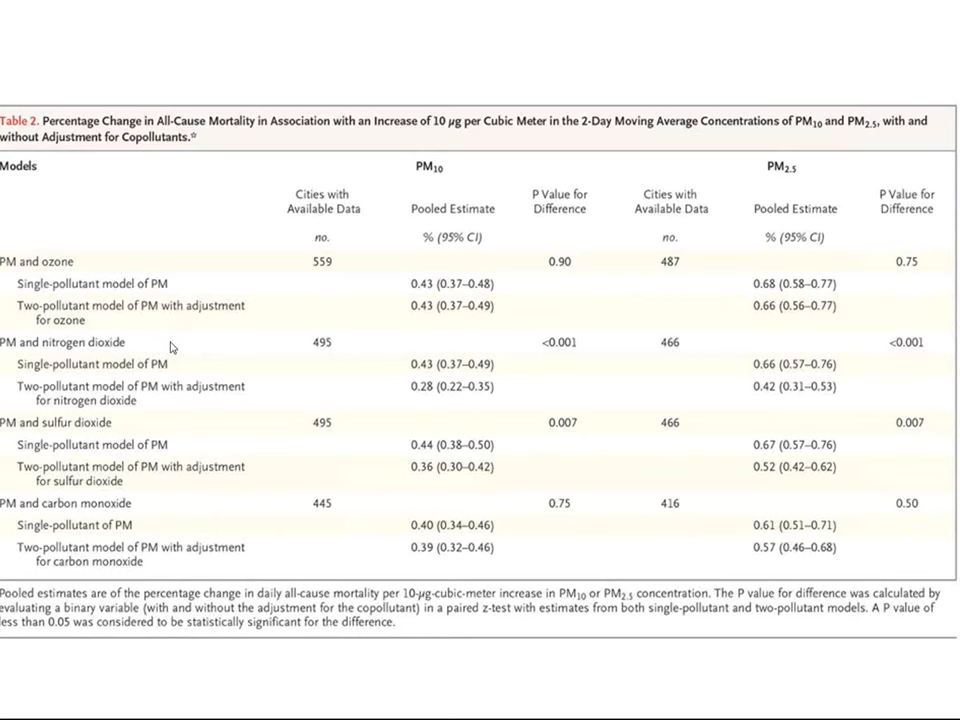 Table 2. Percentage Change in All-Cause Mortality in Association with an Increase of 10 μg per Cubic Meter in the 2-Day Moving Average Concentrations of PM10 and PM2.5, with and
without Adjustment for Copollutants.*
Models PM10 PM2.5
Cities with Available Data Pooled Estimate P Value for Difference Cities with Available Data Pooled Estimate P Value for Difference
no. % (95% CI) no. % (95% CI)
PM and ozone 559 0.90 487 0.75
Single-pollutant model of PM 0.43 (0.37–0.48) 0.68 (0.58–0.77)
Two-pollutant model of PM with adjustment 0.43 (0.37–0.49) 0.66 (0.56–0.77)
for ozone
PM and nitrogen dioxide 495 <0.001 466 <0.001
Single-pollutant model of PM 0.43 (0.37–0.49) 0.66 (0.57–0.76)
Two-pollutant model of PM with adjustment 0.28 (0.22–0.35) 0.42 (0.31–0.53)
for nitrogen dioxide
PM and sulfur dioxide 495 0.007 466 0.007
Single-pollutant model of PM 0.44 (0.38–0.50) 0.67 (0.57–0.76)
Two-pollutant model of PM with adjustment 0.36 (0.30–0.42) 0.52 (0.42–0.62)
for sulfur dioxide
PM and carbon monoxide 445 0.75 416 0.50
Single-pollutant of PM 0.40 (0.34–0.46) 0.61 (0.51–0.71)
Two-pollutant model of PM with adjustment 0.39 (0.32–0.46) 0.57 (0.46–0.68)
for carbon monoxide
Pooled estimates are of the percentage change in daily all-cause mortality per 10-μg-cubic-meter increase in PM10 or PM2.5 concentration. The P value for difference was calculated by
evaluating a binary variable (with and without the adjustment for the copollutant) in a paired z-test with estimates from both single-pollutant and two-pollutant models. A P value of
less than 0.05 was considered to be statistically significant for the difference.